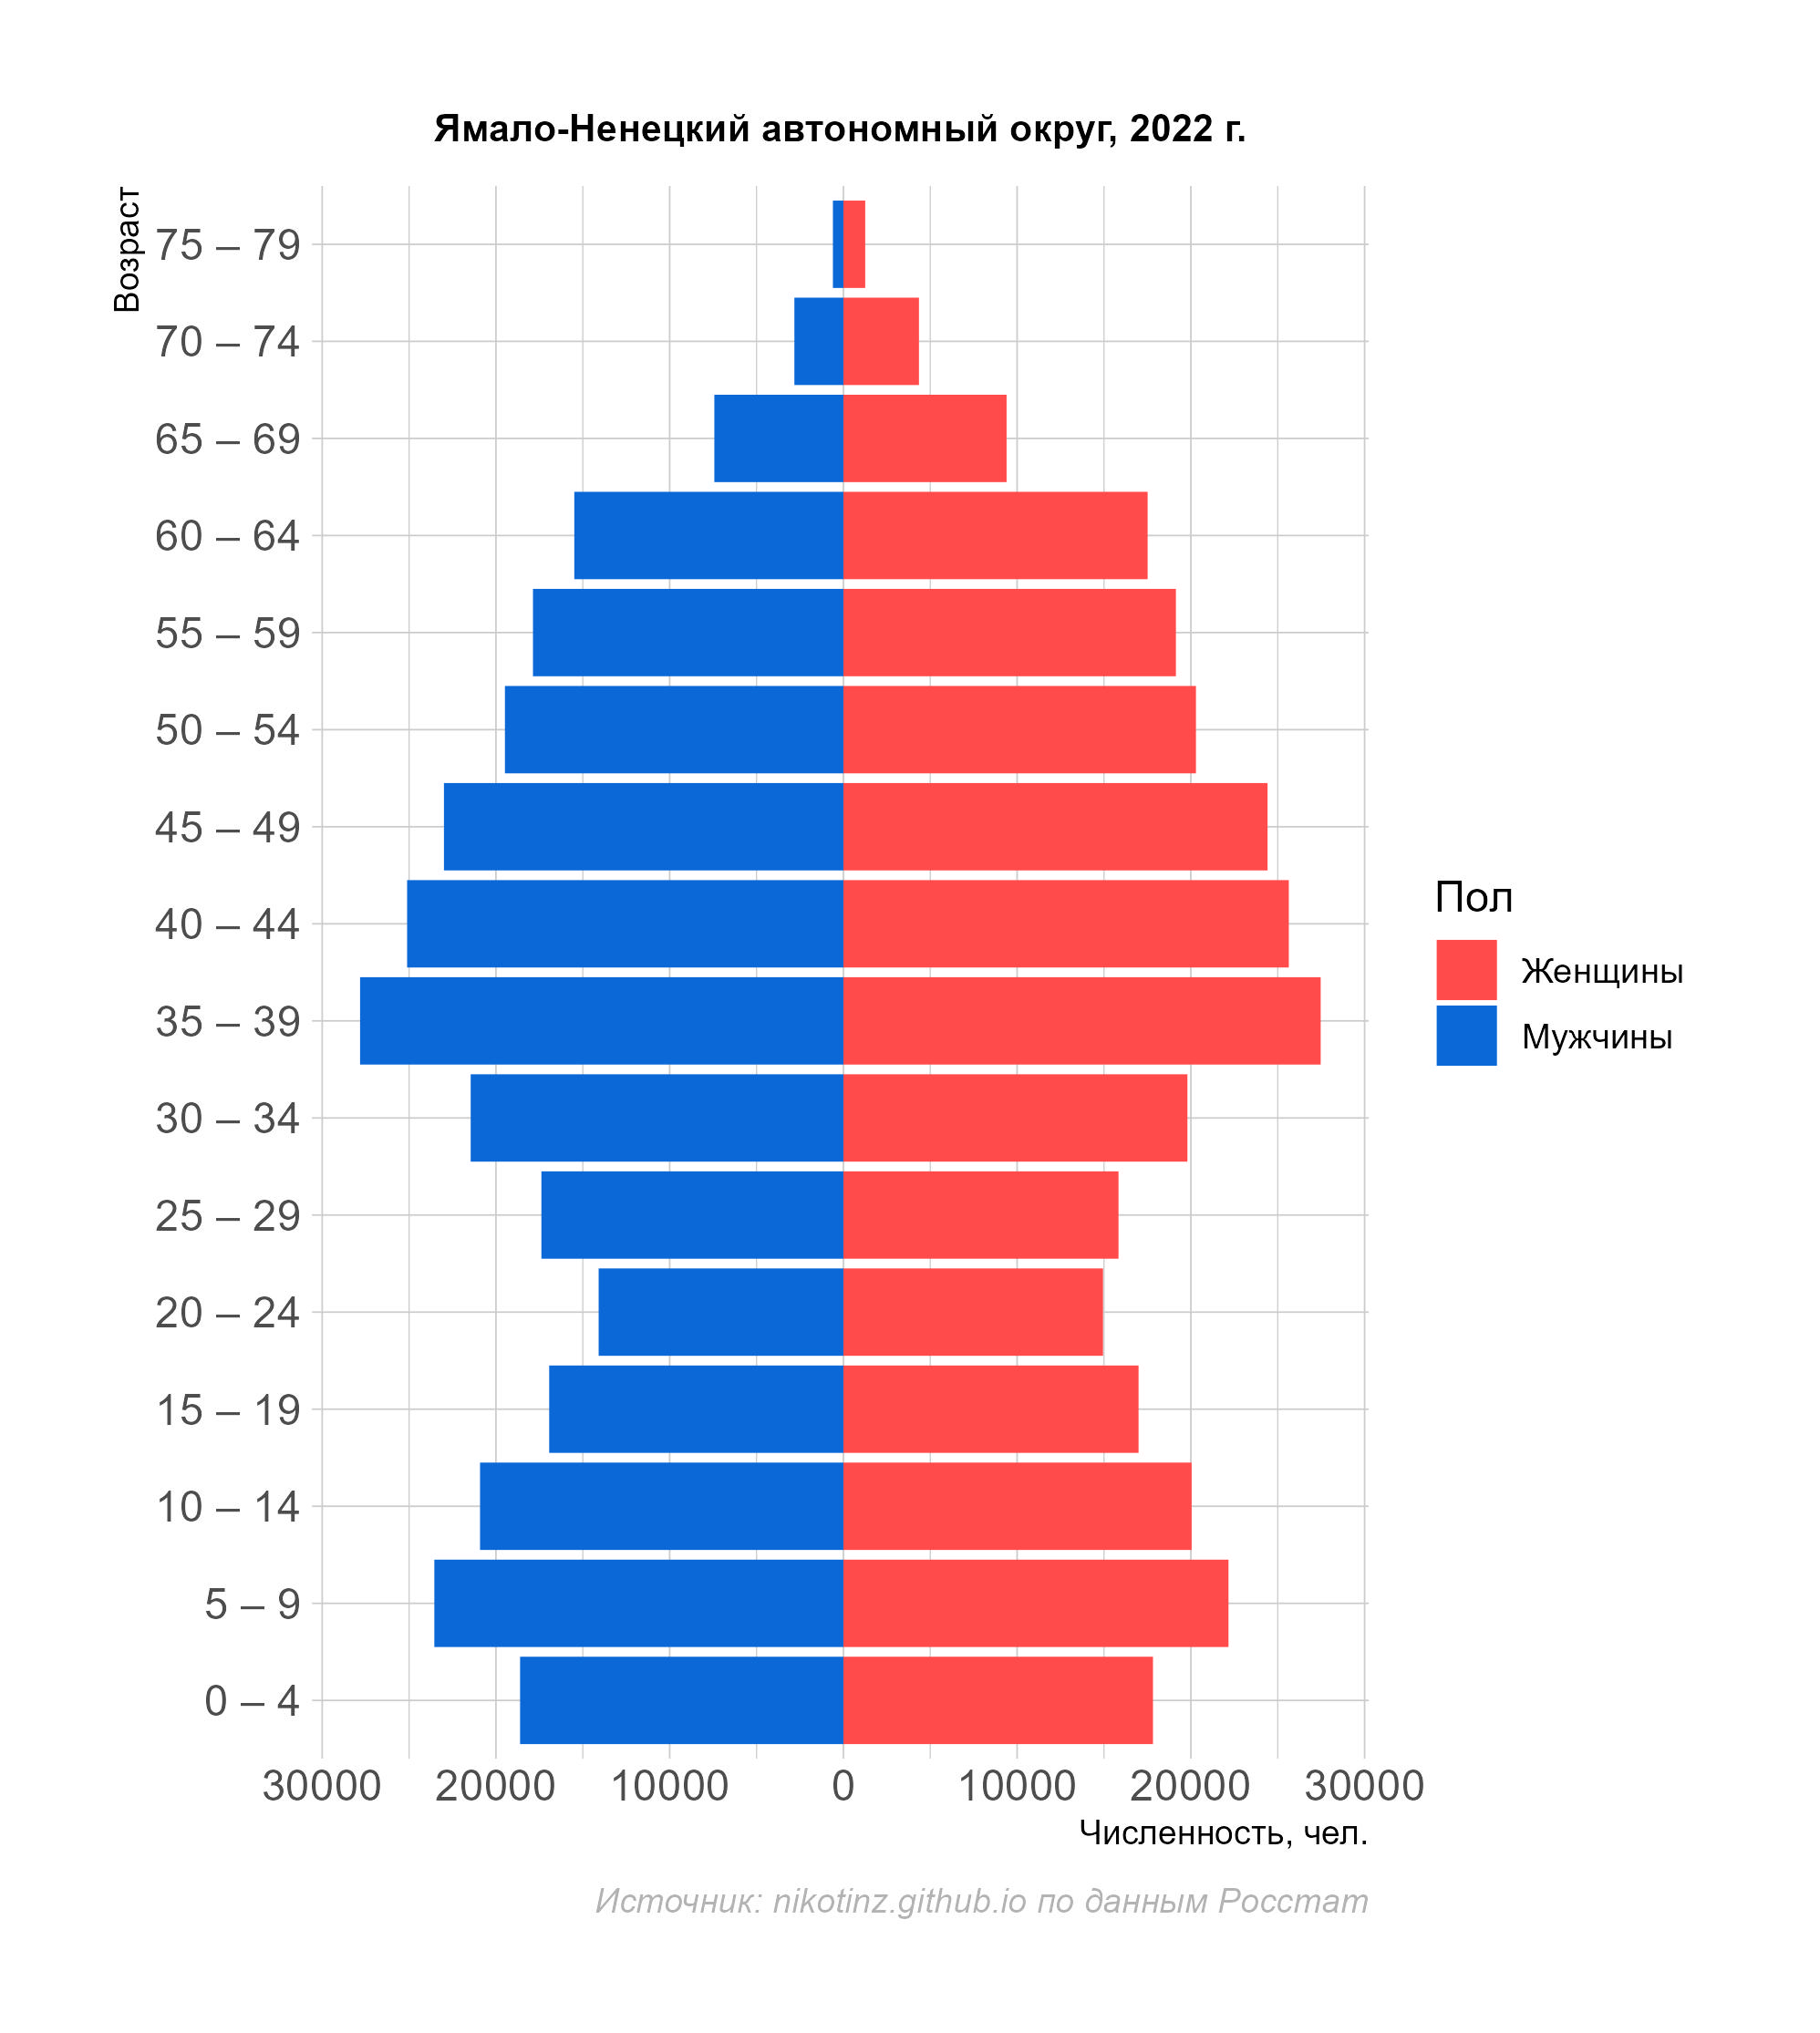 Ямало-Ненецкий автономный округ, 2022 г.
Возраст
75 – 79
70 – 74
65 – 69
60 – 64
55 – 59
50 – 54
45 – 49
40 – 44
35 – 39
30 – 34
25 – 29
20 – 24
15 – 19
10 – 14
5 – 9
0 – 4
30000 20000 10000 0 10000 20000 30000
Численность, чел.
Пол
Женщины
Мужчины
Источник: nikotinz.github.io по данным Росстат